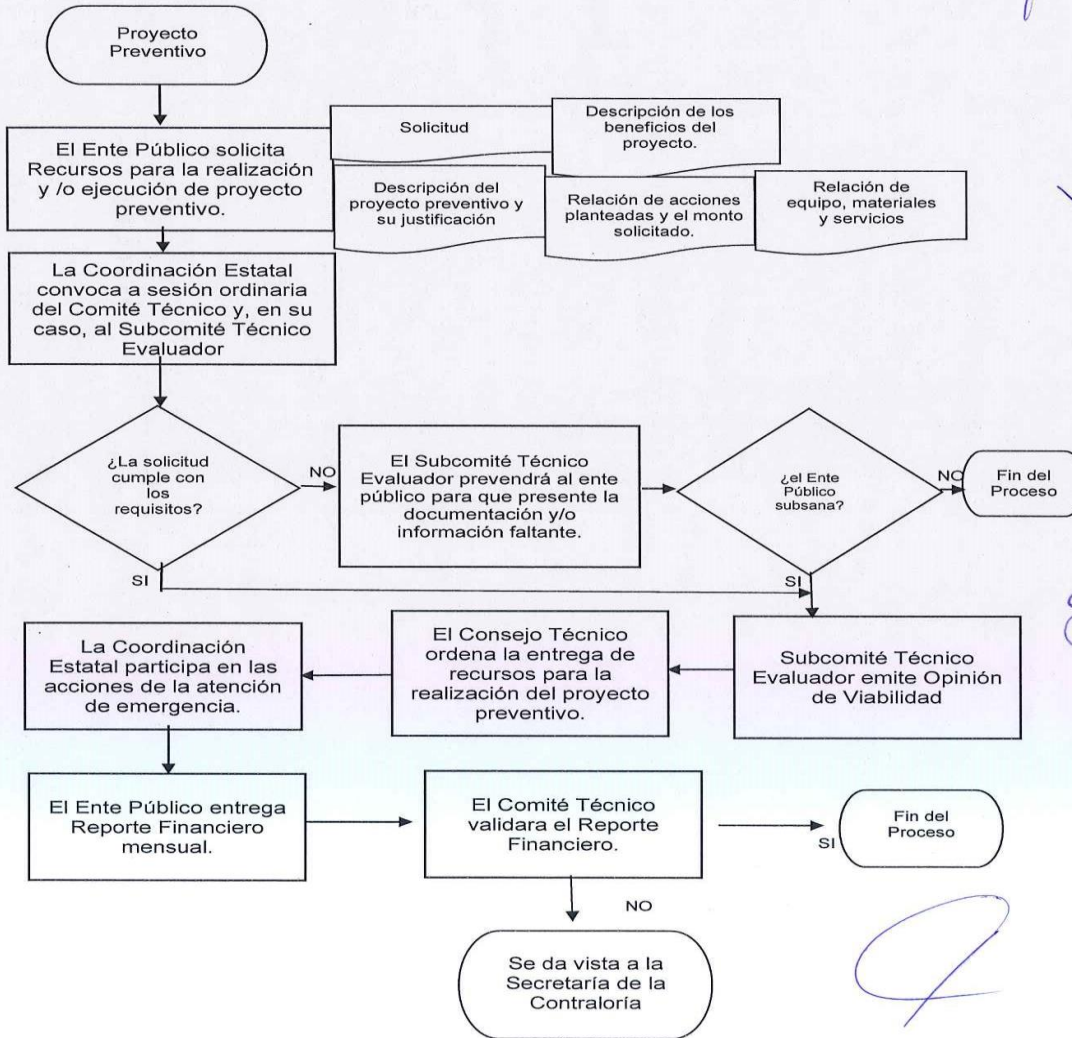 Proyecto
Preventivo
El Ente Público solicita
Recursos para la realización
y /o ejecución de proyecto
preventivo.
Solicitud
Descripción de los
beneficios del
proyecto.
Descripción del
proyecto preventivo y
su justificación
Relación de acciones
planteadas y el monto
solicitado.
Relación de
equipo, materiales
y servicios
La Coordinación Estatal
convoca a sesión ordinaria
del Comité Técnico y, en su
caso, al Subcomité Técnico
Evaluador
¿La solicitud
cumple con
los
requisitos?
NO
El Subcomité Técnico
Evaluador prevendrá al ente
público para que presente la
documentación y/o
información faltante.
¿el Ente
Público
subsana?
NO
Fin del
Proceso
SI
SI
Subcomité Técnico
Evaluador emite Opinión
de Viabilidad
El Consejo Técnico
ordena la entrega de
recursos para la
realización del proyecto
preventivo.
La Coordinación
Estatal participa en las
acciones de la atención
de emergencia.
El Ente Público entrega
Reporte Financiero
mensual.
El Comité Técnico
validara el Reporte
Financiero.
SI
Fin del
Proceso
NO
Se da vista a la
Secretaría de la
Contraloría